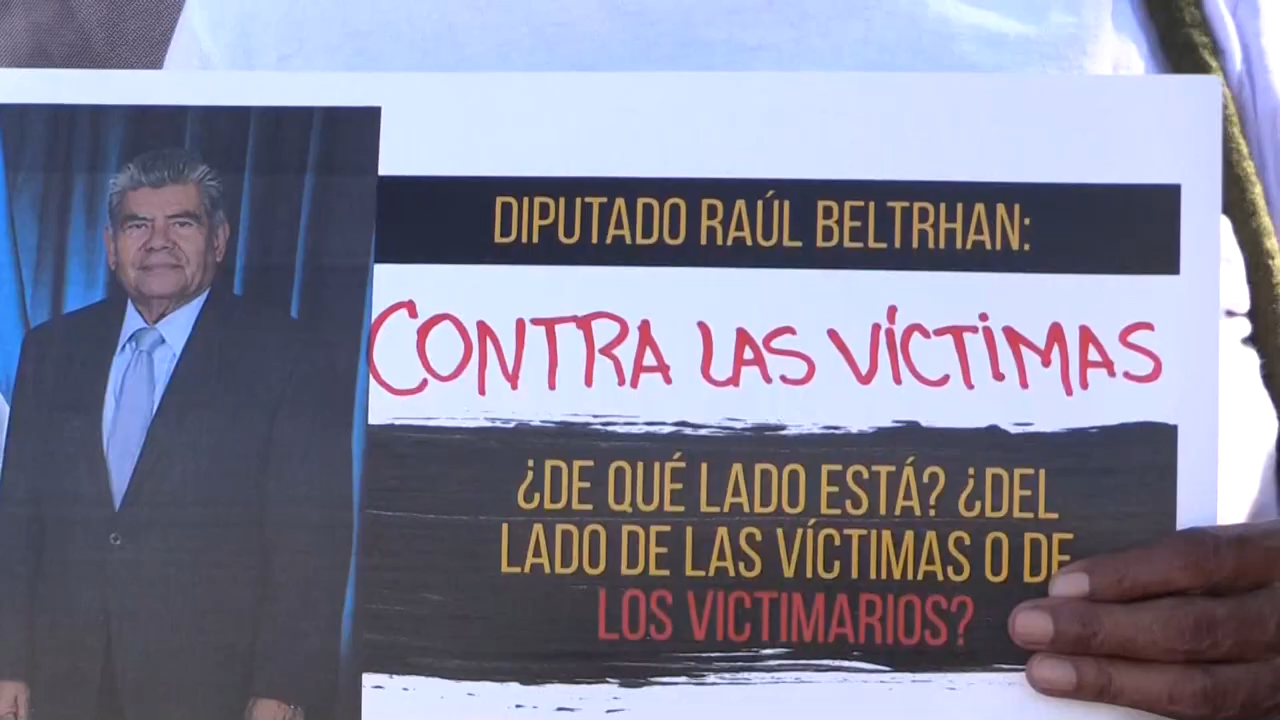 DIPUTADO RAÚL BELTRHAN:
CONTRA LAS VÍCTIMAS
¿DE QUÉ LADO ESTÁ? ¿DEL
LADO DE LAS VÍCTIMAS O DE
LOS VICTIMARIOS?